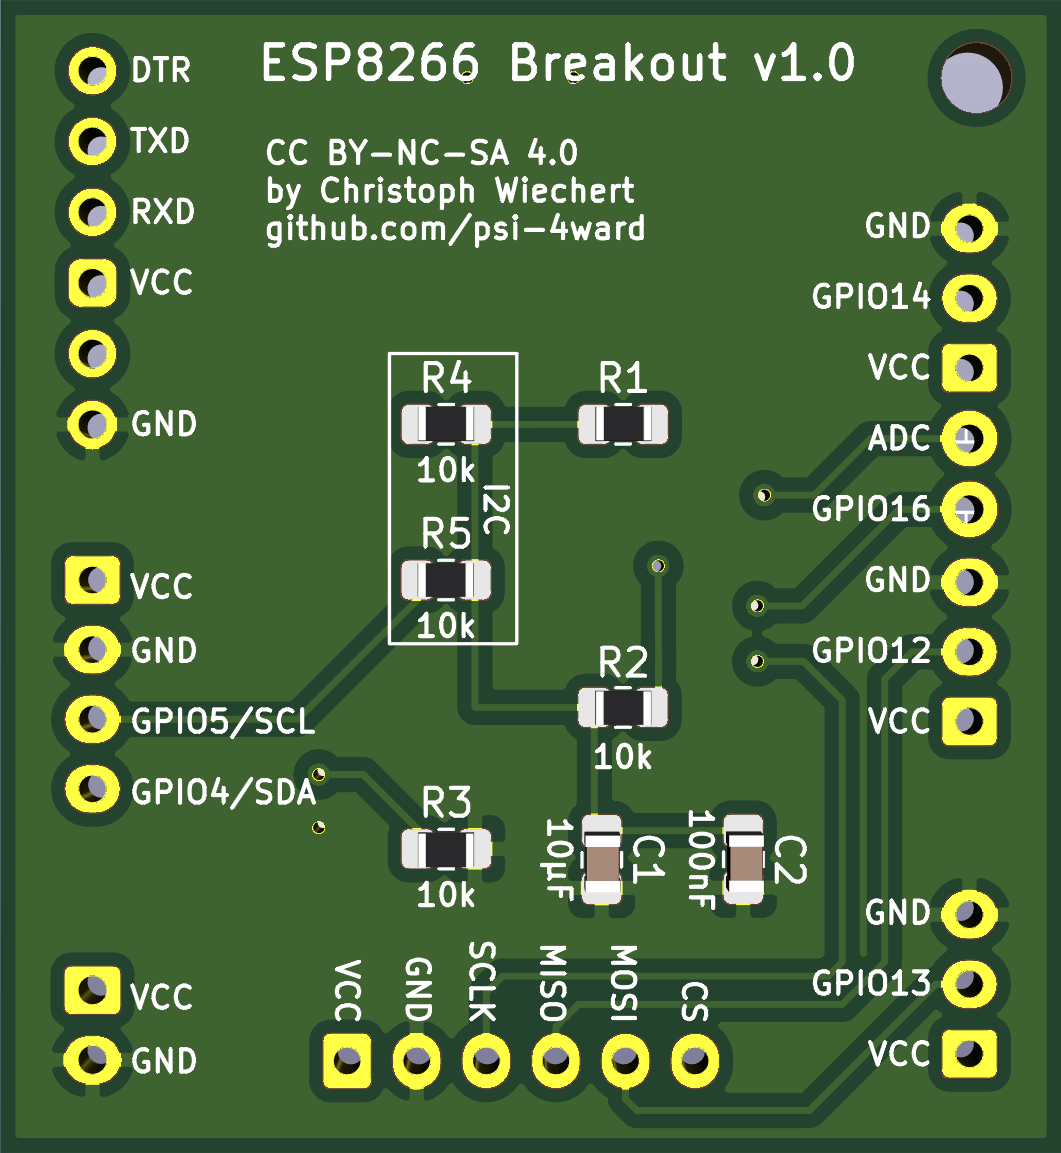 ESP8266 Breakout v1.0
CC BY-NC-SA 4.0
by Christoph Wiechert
github.com/psi-4ward
DTR
TXD
RXD
VCC
GND
VCC
GND
GPIO5/SCL
GPIO4/SDA
VCC
GND
R4
10k
I2C
R5
10k
R1
R2
10k
R3
10k
10µF
C1
100nF
C2
VCC
GND
SCLK
MISO
MOSI
CS
GND
GPIO14
VCC
ADC
GPIO16
GND
GPIO12
VCC
GND
GPIO13
VCC